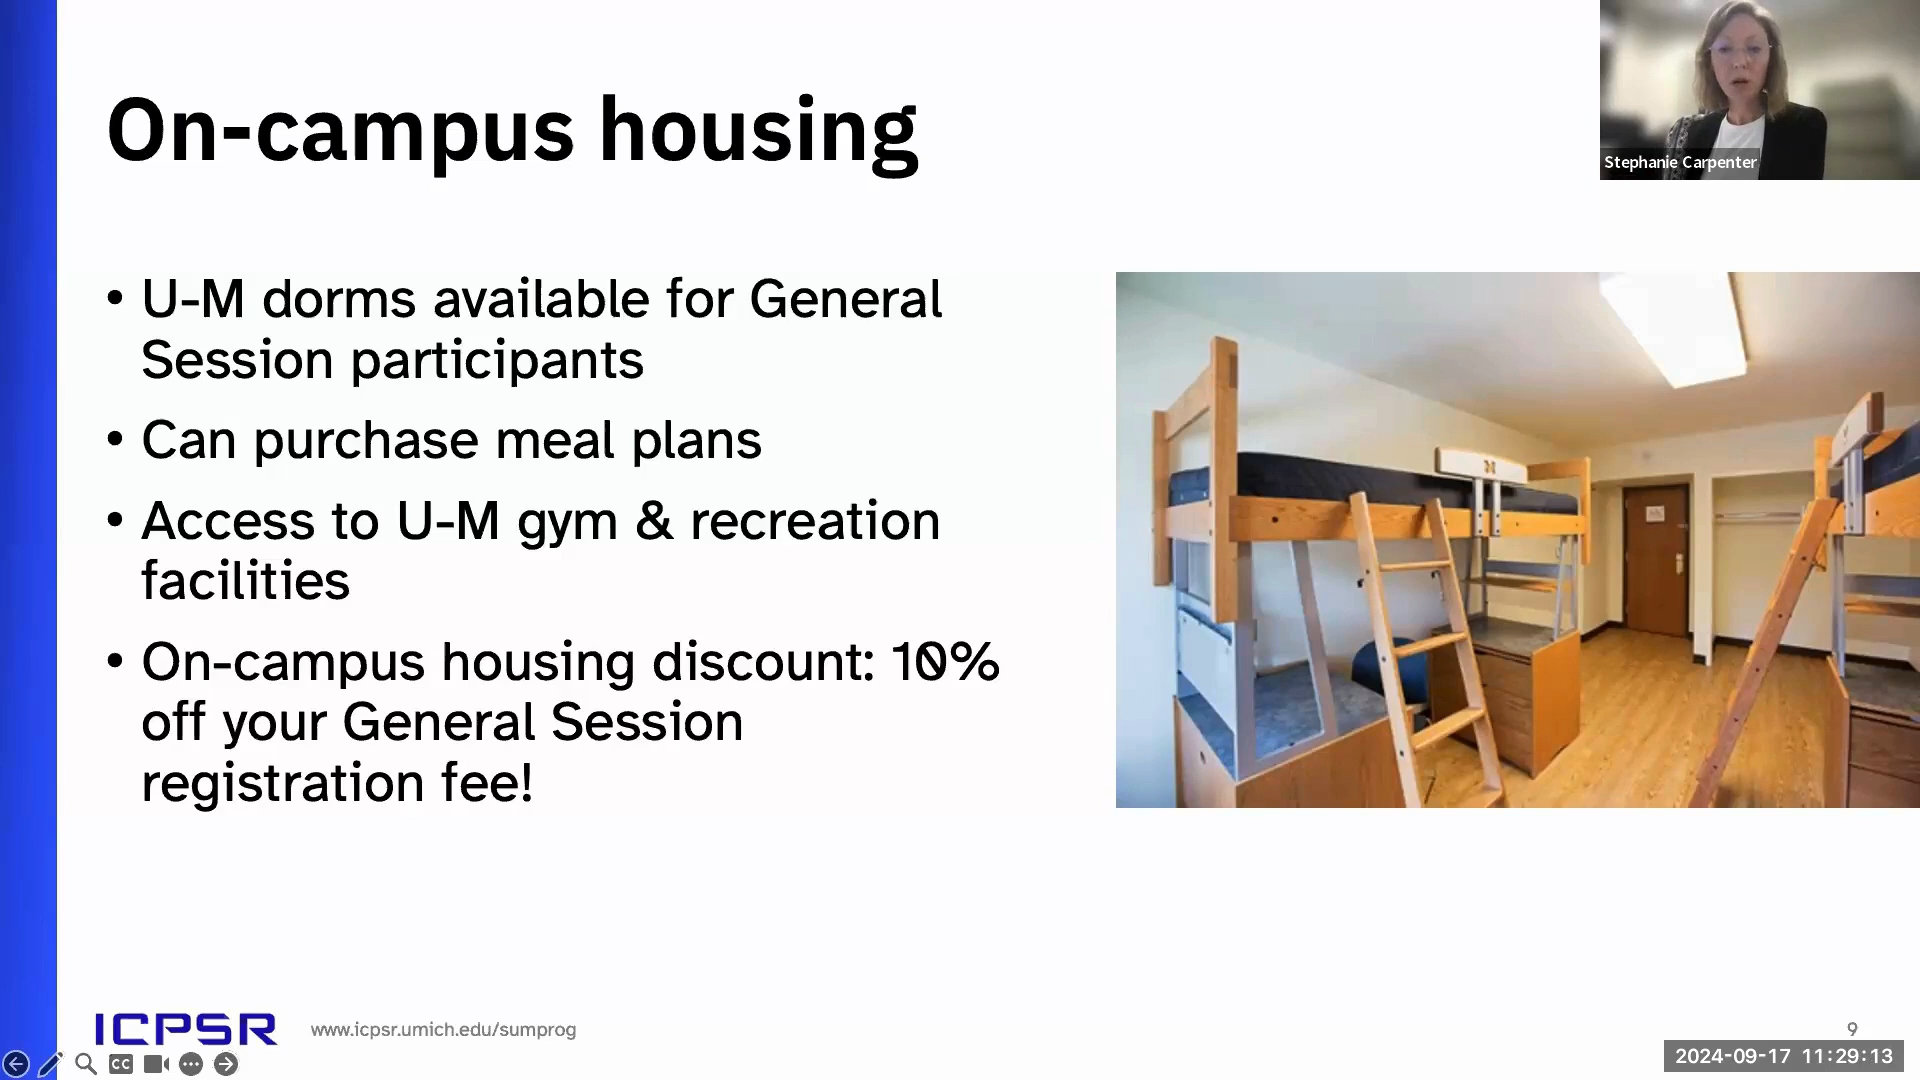 On-campus housing
Stephanie Carpenter
• U-M dorms available for General
Session participants
• Can purchase meal plans
• Access to U-M gym & recreation
facilities
• On-campus housing discount: 10%
off your General Session
registration fee!
ICPSR
www.icpsr.umich.edu/sumprog
9
CC
2024-09-17 11:29:13